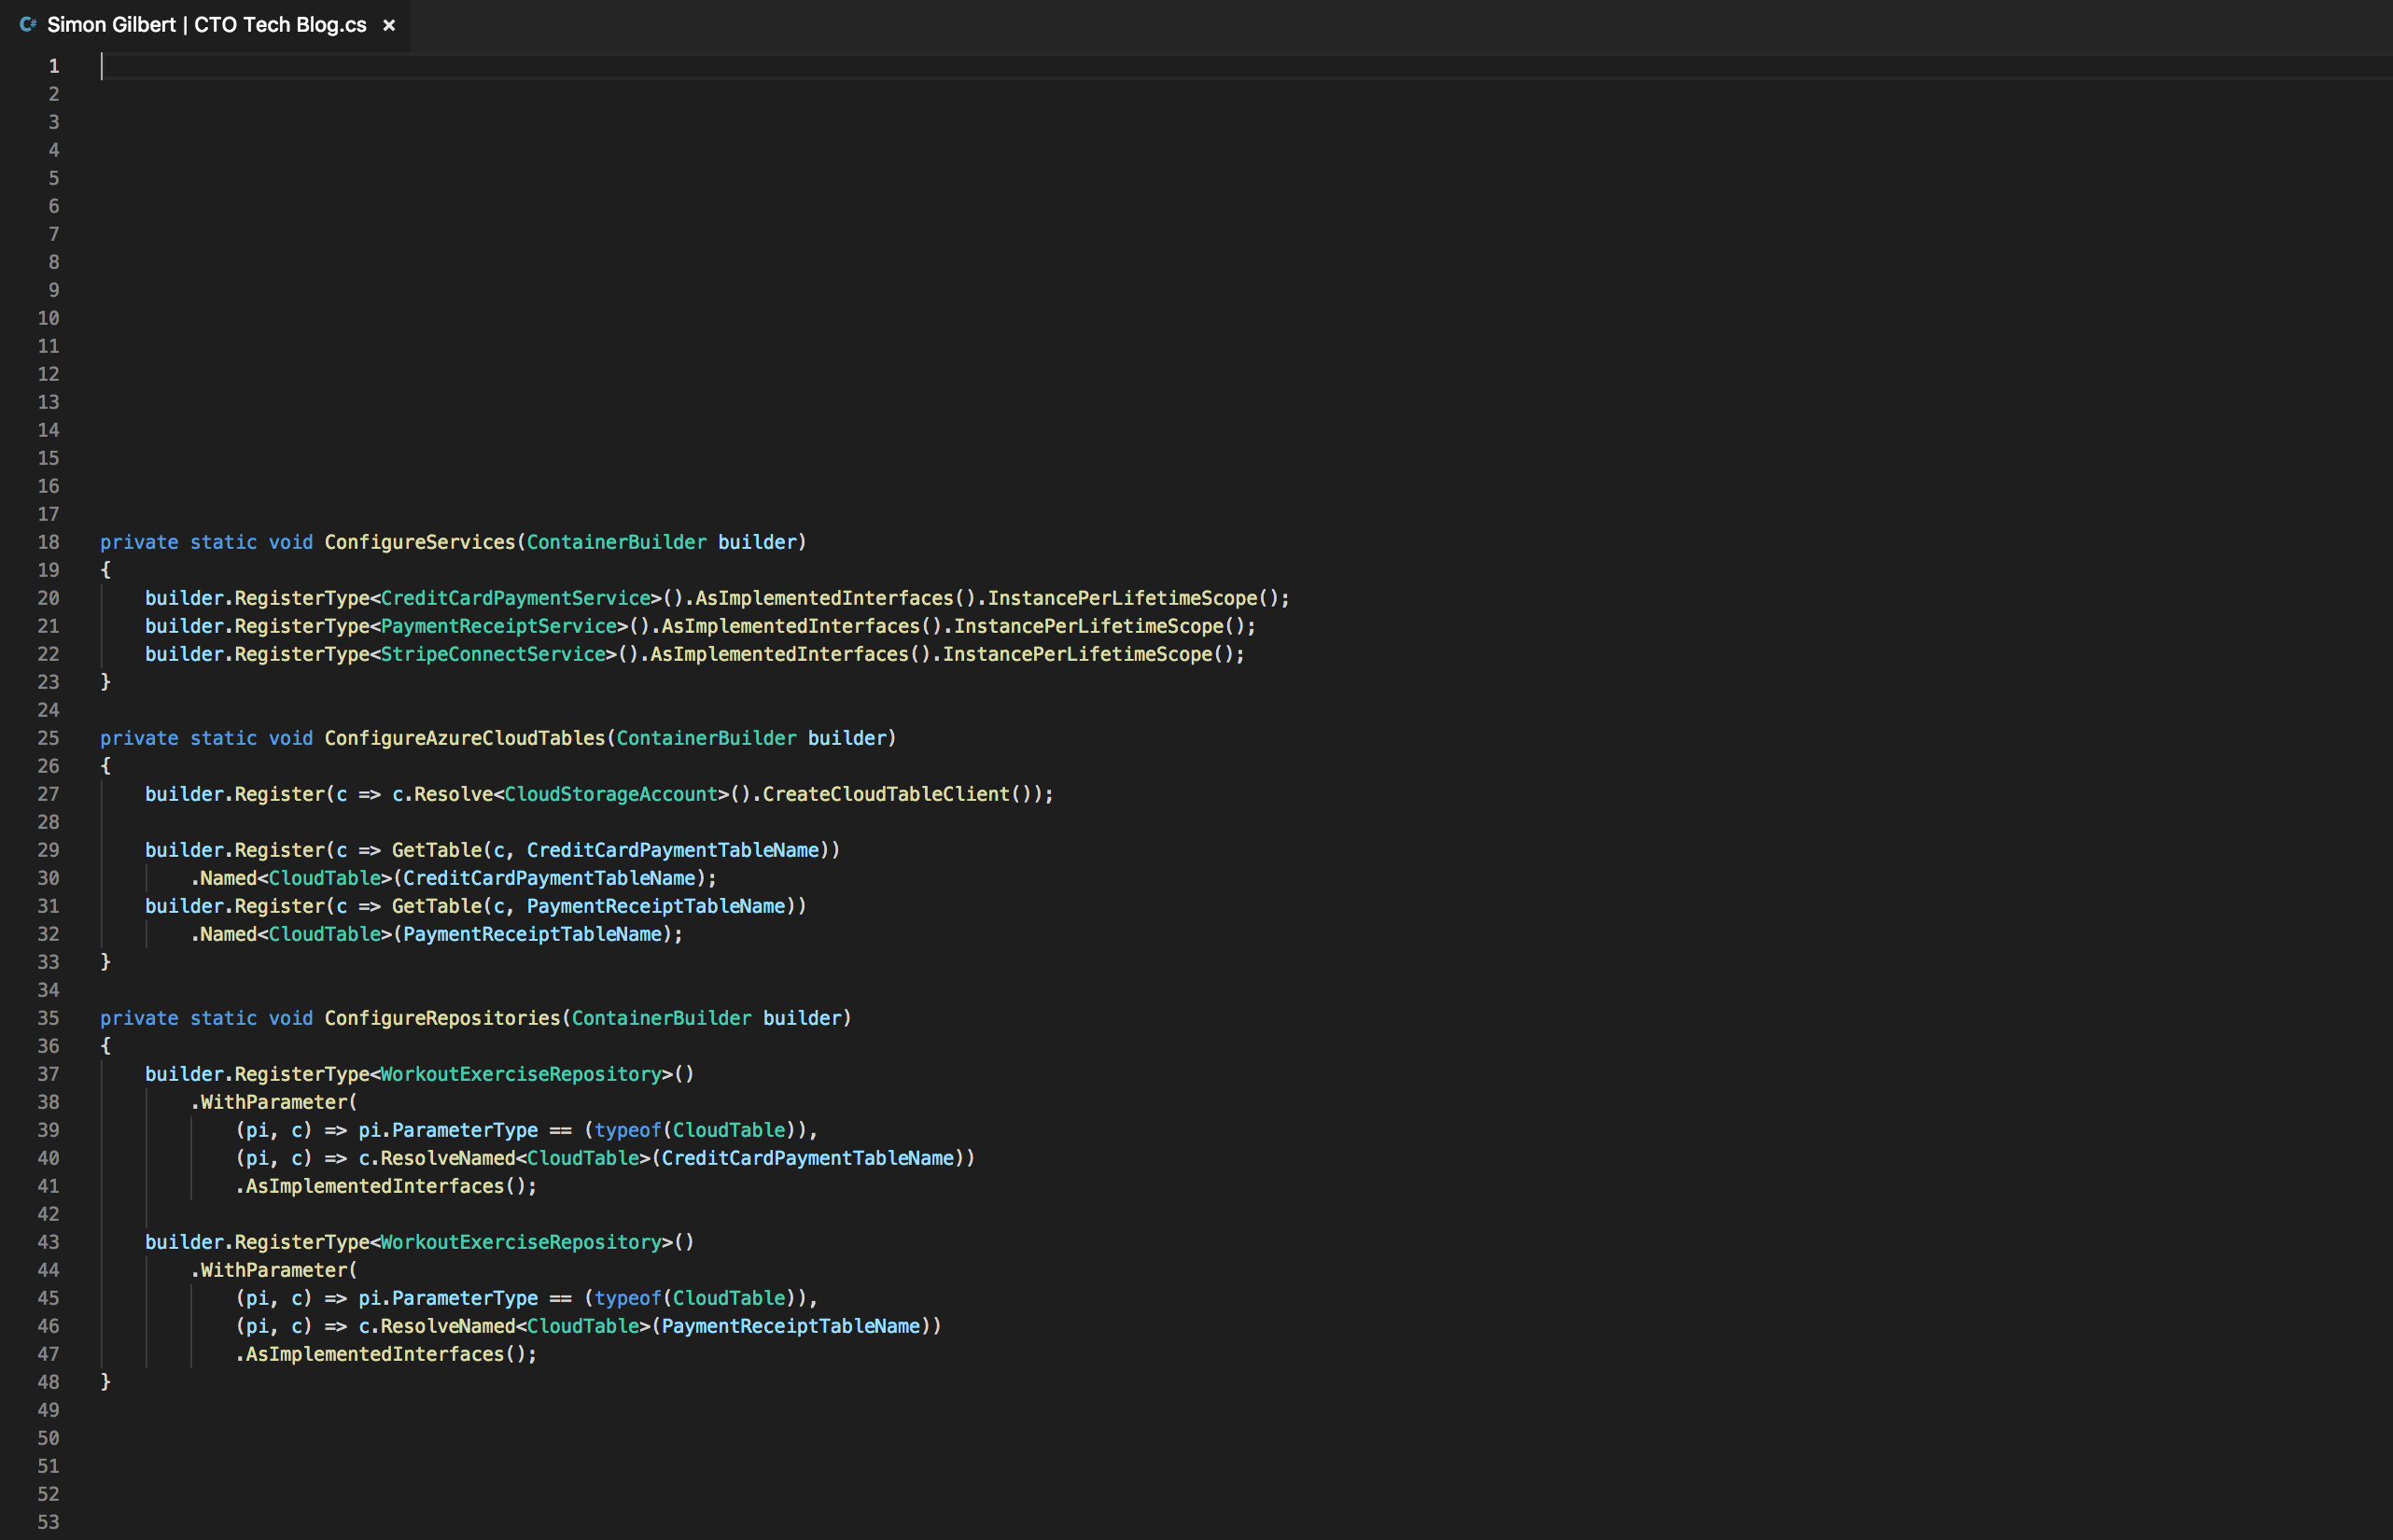 C# Simon Gilbert | CTO Tech Blog.cs ×
1
2
3
4
5
6
7
8
9
10
11
12
13
14
15
16
17
18 private static void ConfigureServices(ContainerBuilder builder)
19 {
20     builder.RegisterType<CreditCardPaymentService>().AsImplementedInterfaces().InstancePerLifetimeScope();
21     builder.RegisterType<PaymentReceiptService>().AsImplementedInterfaces().InstancePerLifetimeScope();
22     builder.RegisterType<StripeConnectService>().AsImplementedInterfaces().InstancePerLifetimeScope();
23 }
24
25 private static void ConfigureAzureCloudTables(ContainerBuilder builder)
26 {
27     builder.Register(c => c.Resolve<CloudStorageAccount>().CreateCloudTableClient());
28
29     builder.Register(c => GetTable(c, CreditCardPaymentTableName))
30         .Named<CloudTable>(CreditCardPaymentTableName);
31     builder.Register(c => GetTable(c, PaymentReceiptTableName))
32         .Named<CloudTable>(PaymentReceiptTableName);
33 }
34
35 private static void ConfigureRepositories(ContainerBuilder builder)
36 {
37     builder.RegisterType<WorkoutExerciseRepository>()
38         .WithParameter(
39             (pi, c) => pi.ParameterType == (typeof(CloudTable)),
40             (pi, c) => c.ResolveNamed<CloudTable>(CreditCardPaymentTableName))
41             .AsImplementedInterfaces();
42
43     builder.RegisterType<WorkoutExerciseRepository>()
44         .WithParameter(
45             (pi, c) => pi.ParameterType == (typeof(CloudTable)),
46             (pi, c) => c.ResolveNamed<CloudTable>(PaymentReceiptTableName))
47             .AsImplementedInterfaces();
48 }
49
50
51
52
53